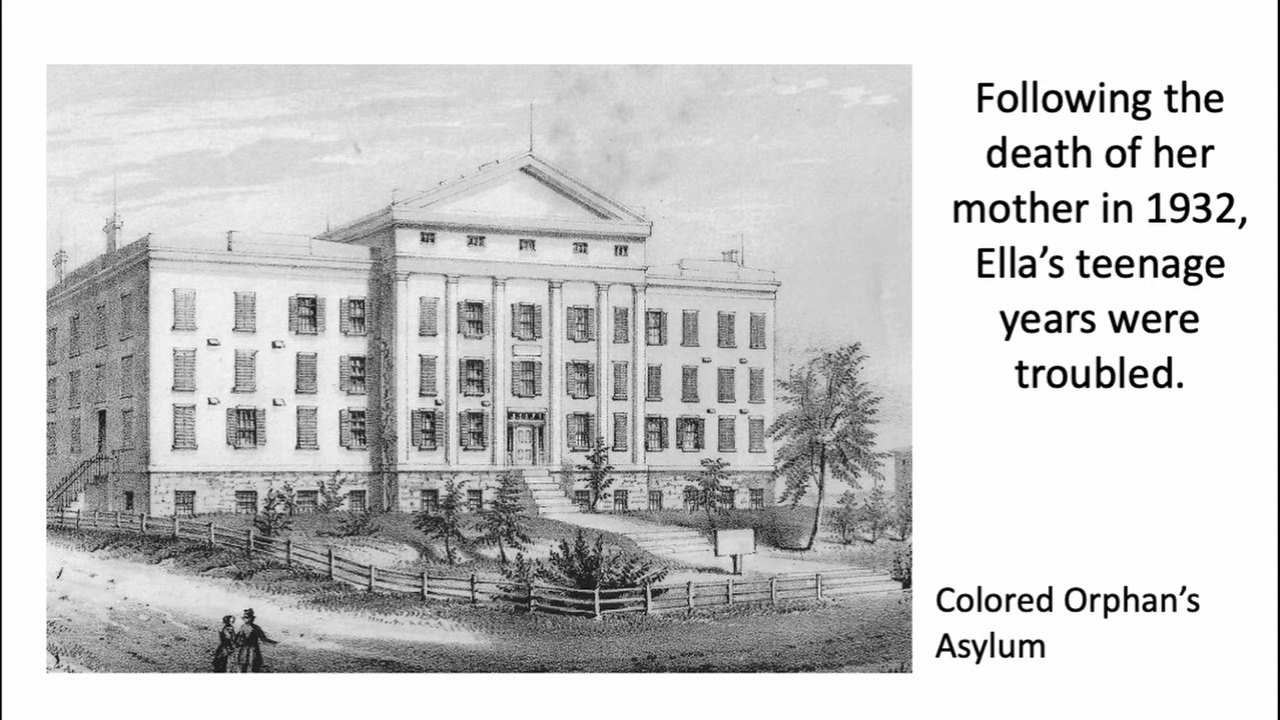 Following the
death of her
mother in 1932,
Ella’s teenage
years were
troubled.
Colored Orphan’s
Asylum